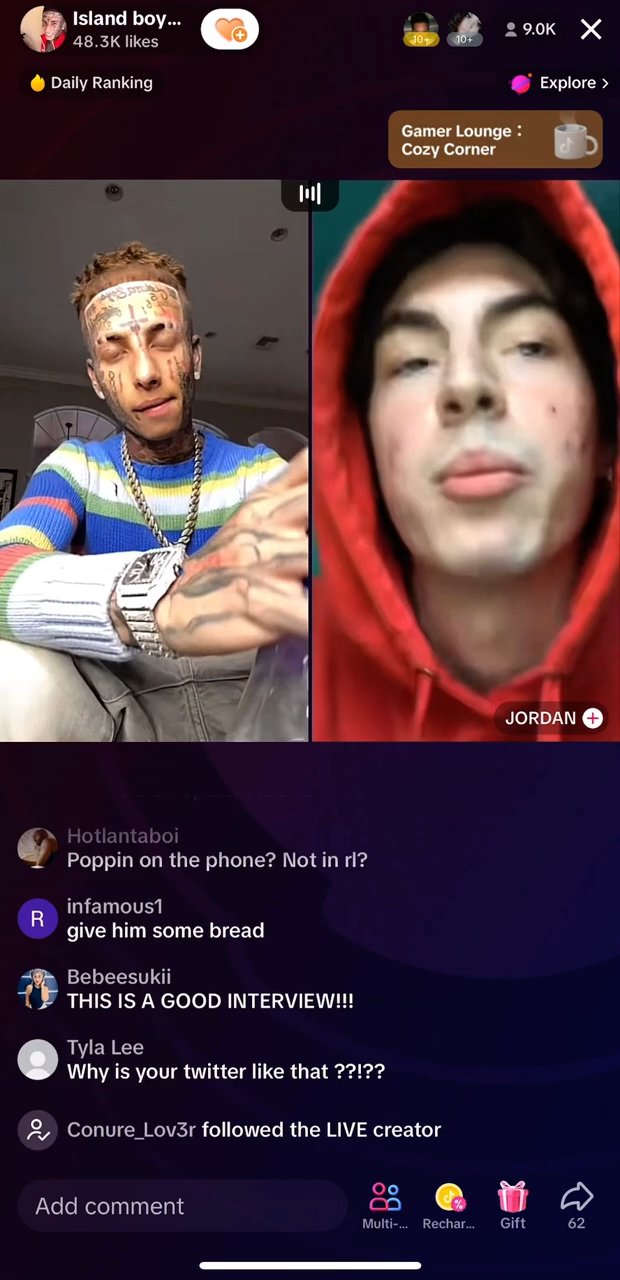 Island boy...
48.3K likes
10+
10+
9.0K
Daily Ranking
Explore >
Gamer Lounge :
Cozy Corner
JORDAN
Hotlantaboi
Poppin on the phone? Not in rl?
infamous1
R
give him some bread
Bebeesukii
THIS IS A GOOD INTERVIEW!!!
Tyla Lee
Why is your twitter like that ??!??
Conure_Lov3r followed the LIVE creator
Add comment
Multi-...
Rechar...
Gift
62